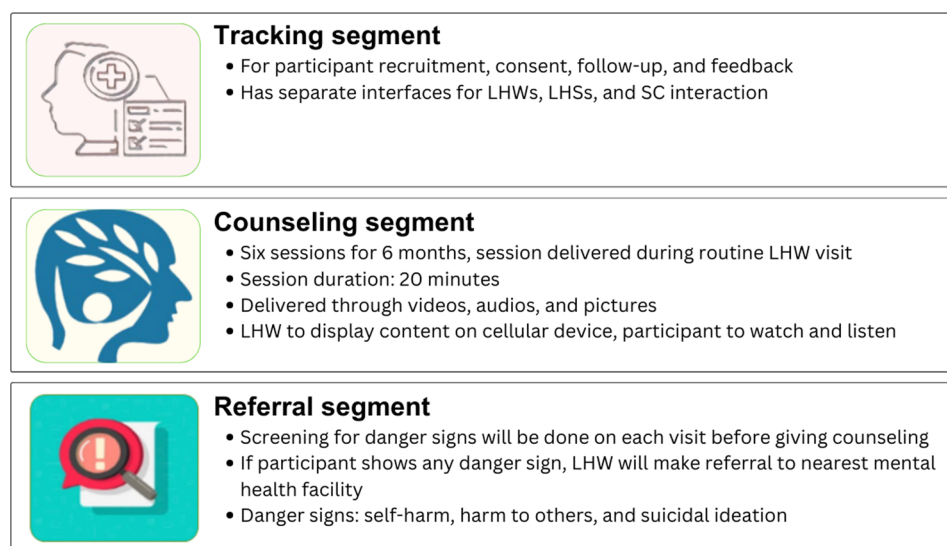 Tracking segment
• For participant recruitment, consent, follow-up, and feedback
• Has separate interfaces for LHWs, LHSs, and SC interaction
Counseling segment
• Six sessions for 6 months, session delivered during routine LHW visit
• Session duration: 20 minutes
• Delivered through videos, audios, and pictures
• LHW to display content on cellular device, participant to watch and listen
Referral segment
• Screening for danger signs will be done on each visit before giving counseling
• If participant shows any danger sign, LHW will make referral to nearest mental
health facility
• Danger signs: self-harm, harm to others, and suicidal ideation